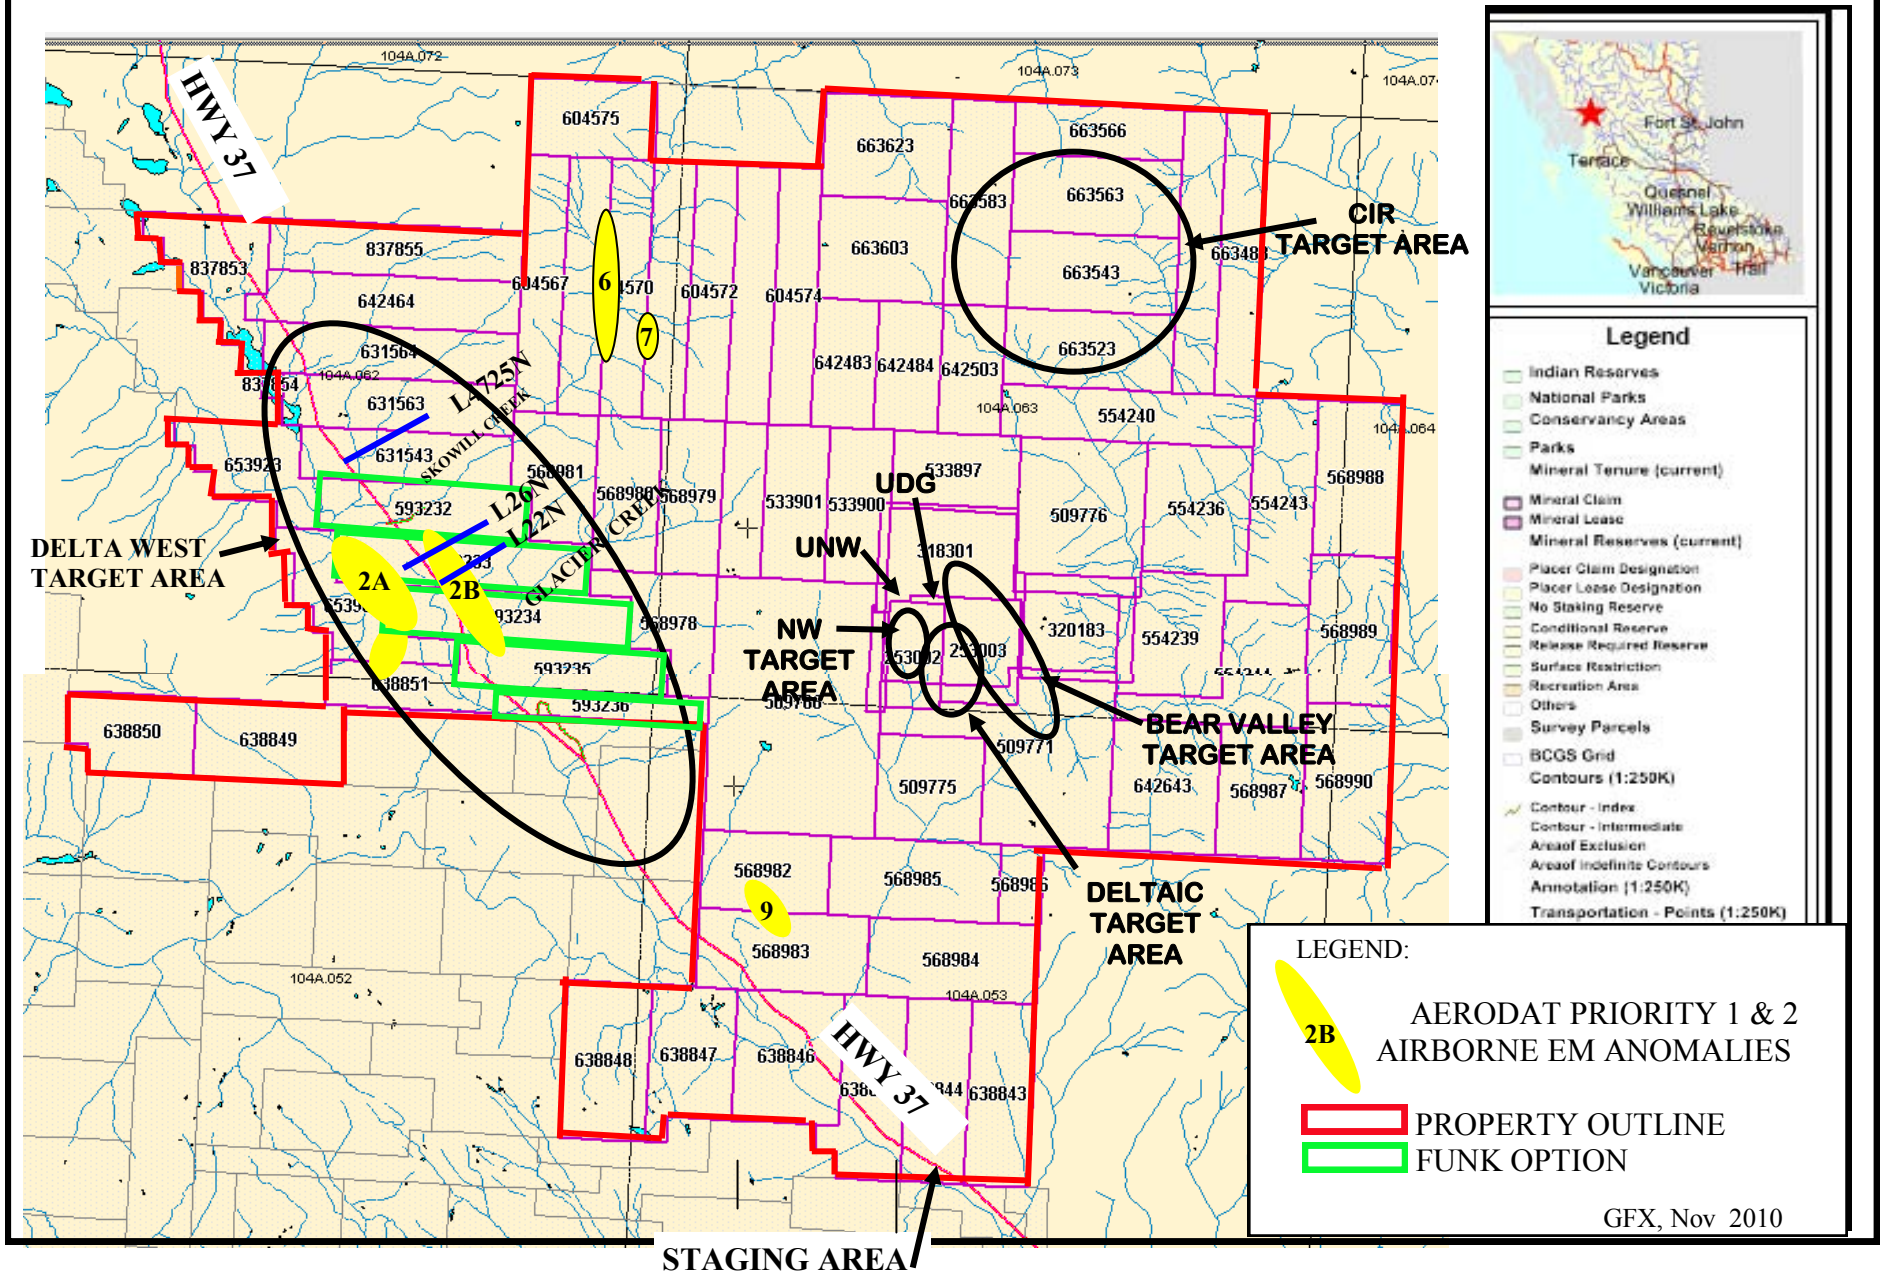 104A.072
104A.073
HWY 37
604575
663623
663566
663583
663563
CIR
TARGET AREA
837855
837853
663603
663543
604567
6
604572
604574
642464
7
631564
663523
104A.062
642483
642484
642503
631563
L4725N
SKOWILL CREEK
104A.063
554240
104A.064
631543
653923
568981
533897
568988
UDG
568979
533901
533900
554236
554243
593232
L26N
509776
L22N
GLACIER CREEK
DELTA WEST
TARGET AREA
UNW
318301
2A
2B
593234
568978
NW
TARGET
AREA
253002
253003
320183
554239
568989
593235
638851
593236
638850
638849
BEAR VALLEY
TARGET AREA
509771
509775
642643
568987
568990
568982
568985
568986
DELTAIC
TARGET
AREA
9
568983
568984
104A.052
104A.053
638848
638847
638846
HWY 37
638843
STAGING AREA
Fort St. John
Terrace
Quesnel
Williams Lake
Revelstoke
Vernon
Vancouver
Trail
Victoria
Legend
Indian Reserves
National Parks
Conservancy Areas
Parks
Mineral Tenure (current)
Mineral Claim
Mineral Lease
Mineral Reserves (current)
Placer Claim Designation
Placer Lease Designation
No Staking Reserve
Conditional Reserve
Release Required Reserve
Surface Restriction
Recreation Area
Others
Survey Parcels
BCGS Grid
Contours (1:250K)
Contour - Index
Contour - Intermediate
Areaof Exclusion
Areaof Indefinite Contours
Annotation (1:250K)
Transportation - Points (1:250K)
LEGEND:
2B
AERODAT PRIORITY 1 & 2
AIRBORNE EM ANOMALIES
PROPERTY OUTLINE
FUNK OPTION
GFX, Nov 2010